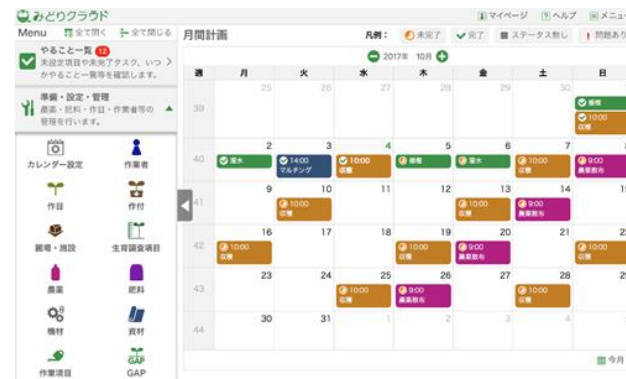 みどりクラウド
マイページ ? ヘルプ メニュー
Menu 全て開く 全て閉じる
月間計画
凡例： 未完了 完了 ステータス無し ! 問題あり
やること一覧 12
未設定項目や未完了タスク、いつ
かやること一覧等を確認します。
準備・設定・管理
農薬・肥料・作目・作業者等の
管理を行います。
カレンダー設定 作業者
作目 作付
圃場・施設 生育調査項目
農薬 肥料
機材 資材
作業項目 GAP
GAP
2017年 10月
週 月 火 水 木 金 土 日
39 25 26 27 28 29 30
播種
10:00
収穫
40 2 3 4 5 6 7
灌水
14:00
マルチング
10:00
収穫
播種
灌水
10:00
収穫
9:00
農薬散布
41 9 10 11 12 13 14
10:00
収穫
10:00
収穫
9:00
農薬散布
42 16 17 18 19 20 21
10:00
収穫
10:00
収穫
9:00
農薬散布
10:00
収穫
43 23 24 25 26 27 28
10:00
収穫
9:00
農薬散布
10:00
収穫
44 30 31 1 2 3 4
今月